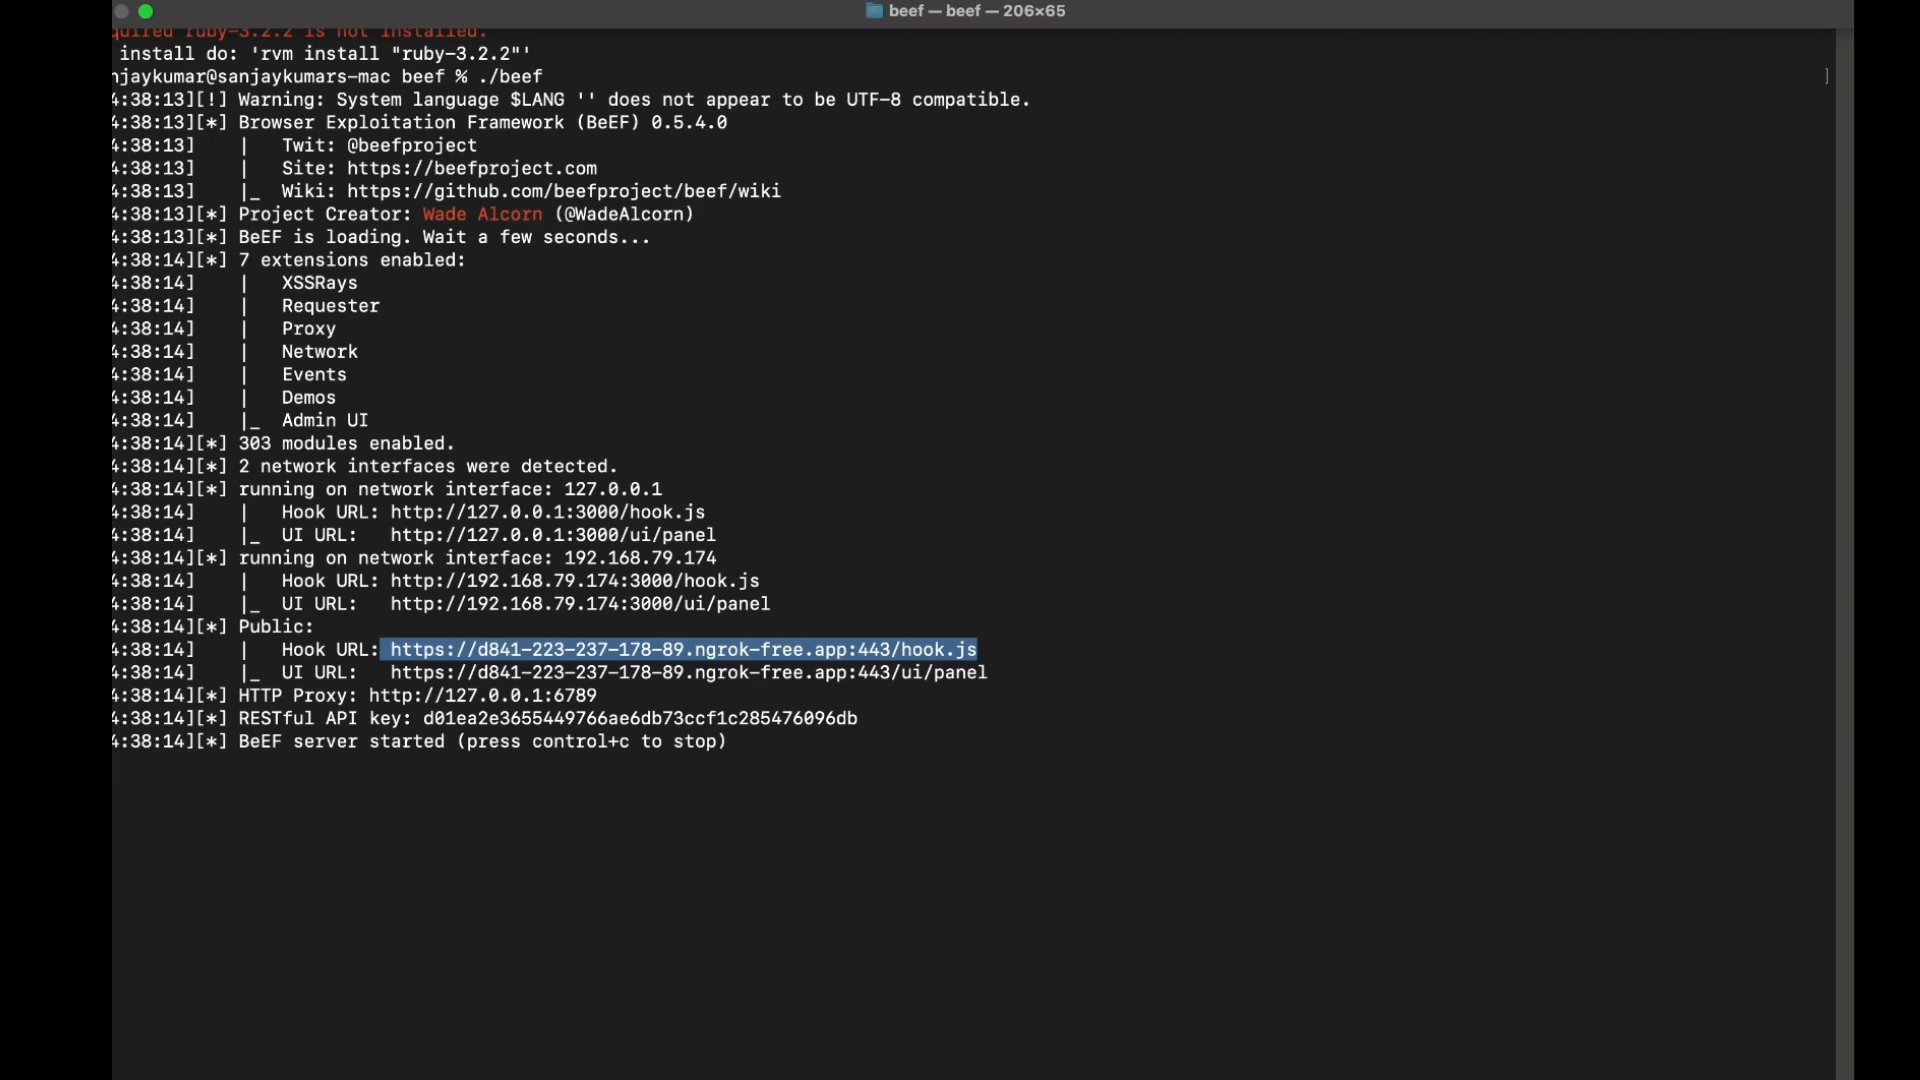 beef — beef — 206×65
quired ruby-3.2.2 is not installed.
install do: 'rvm install "ruby-3.2.2"'
njaykumar@sanjaykumars-mac beef % ./beef ]
4:38:13][!] Warning: System language $LANG '' does not appear to be UTF-8 compatible.
4:38:13][*] Browser Exploitation Framework (BeEF) 0.5.4.0
4:38:13]    |   Twit: @beefproject
4:38:13]    |   Site: https://beefproject.com
4:38:13]    |_  Wiki: https://github.com/beefproject/beef/wiki
4:38:13][*] Project Creator: Wade Alcorn (@WadeAlcorn)
4:38:13][*] BeEF is loading. Wait a few seconds...
4:38:14][*] 7 extensions enabled:
4:38:14]    |   XSSRays
4:38:14]    |   Requester
4:38:14]    |   Proxy
4:38:14]    |   Network
4:38:14]    |   Events
4:38:14]    |   Demos
4:38:14]    |_  Admin UI
4:38:14][*] 303 modules enabled.
4:38:14][*] 2 network interfaces were detected.
4:38:14][*] running on network interface: 127.0.0.1
4:38:14]    |   Hook URL: http://127.0.0.1:3000/hook.js
4:38:14]    |_  UI URL:   http://127.0.0.1:3000/ui/panel
4:38:14][*] running on network interface: 192.168.79.174
4:38:14]    |   Hook URL: http://192.168.79.174:3000/hook.js
4:38:14]    |_  UI URL:   http://192.168.79.174:3000/ui/panel
4:38:14][*] Public:
4:38:14]    |   Hook URL: https://d841-223-237-178-89.ngrok-free.app:443/hook.js
4:38:14]    |_  UI URL:   https://d841-223-237-178-89.ngrok-free.app:443/ui/panel
4:38:14][*] HTTP Proxy: http://127.0.0.1:6789
4:38:14][*] RESTful API key: d01ea2e3655449766ae6db73ccf1c285476096db
4:38:14][*] BeEF server started (press control+c to stop)